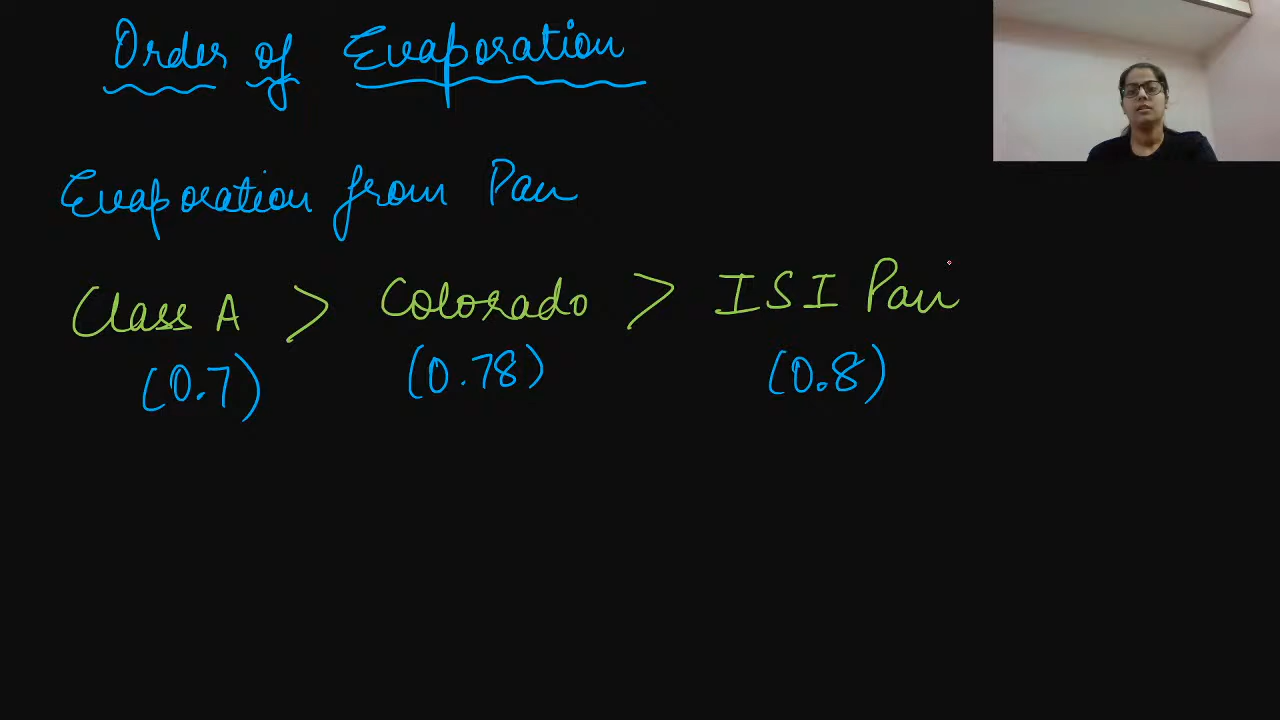 Order of Evaporation
Evaporation from Pan
Class A > Colorado > ISI Pan
(0.7) (0.78) (0.8)